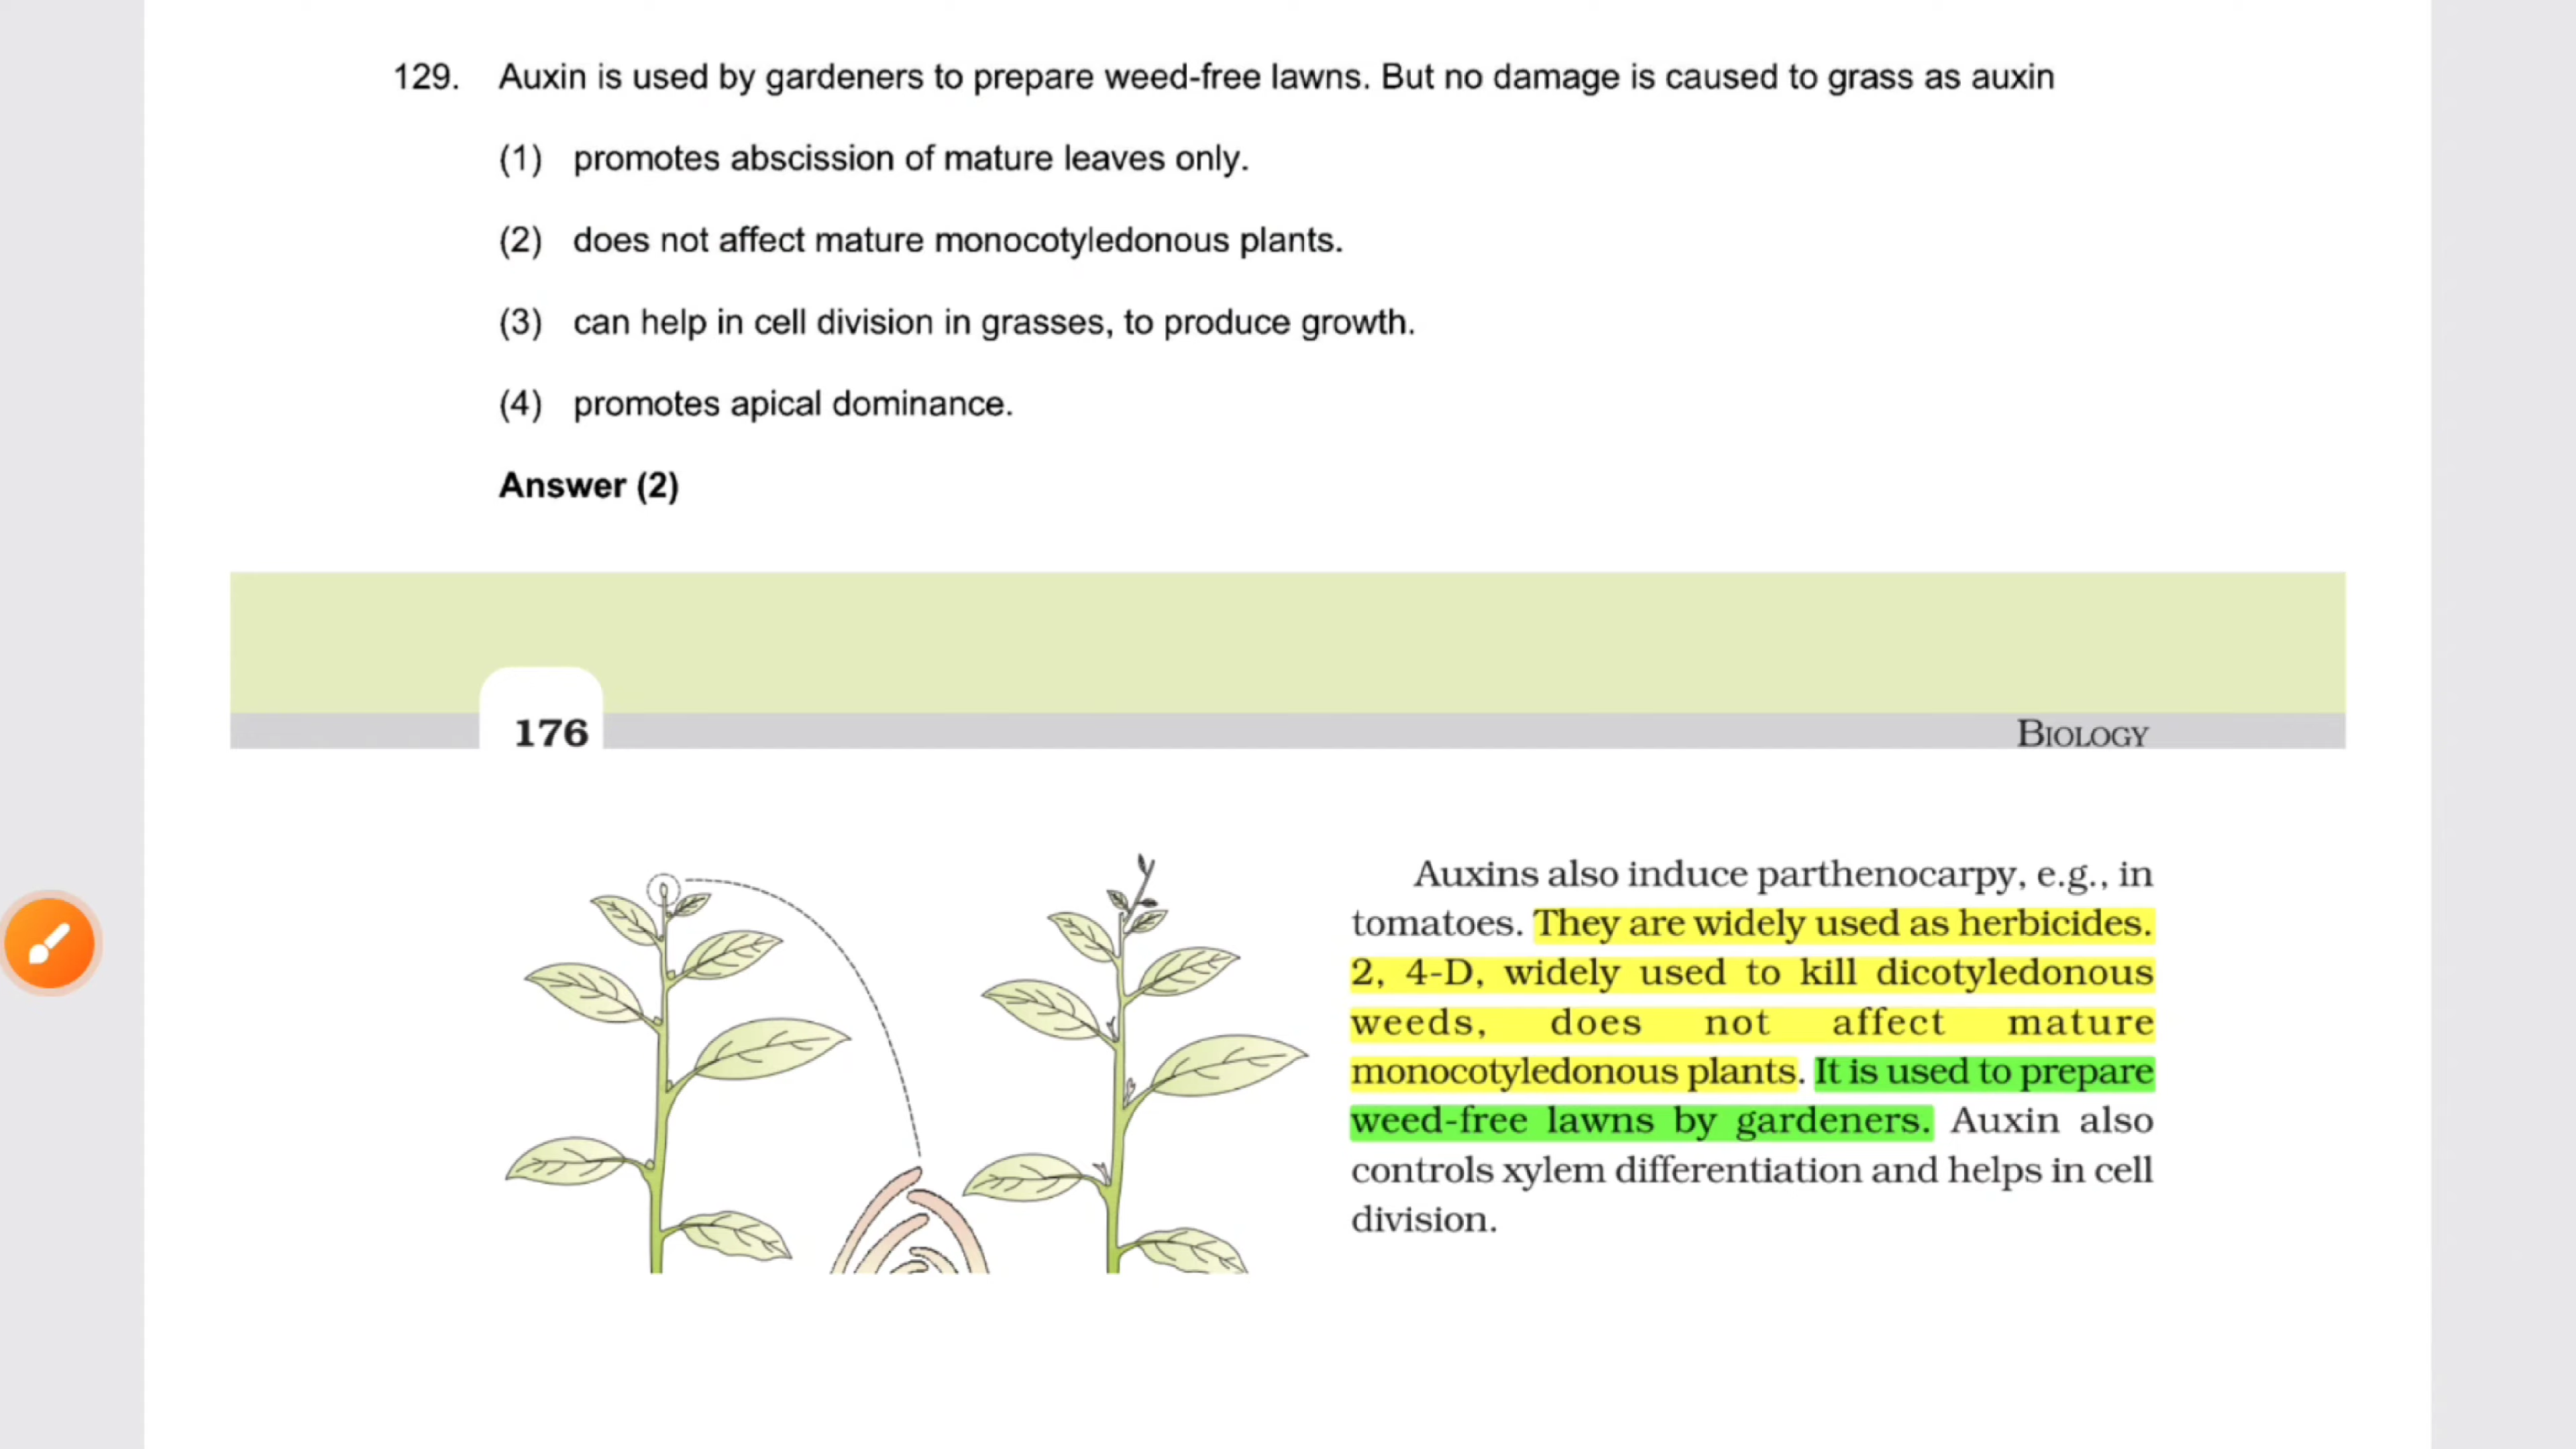 129. Auxin is used by gardeners to prepare weed-free lawns. But no damage is caused to grass as auxin
(1) promotes abscission of mature leaves only.
(2) does not affect mature monocotyledonous plants.
(3) can help in cell division in grasses, to produce growth.
(4) promotes apical dominance.
Answer (2)
176
BIOLOGY
Auxins also induce parthenocarpy, e.g., in
tomatoes. They are widely used as herbicides.
2, 4-D, widely used to kill dicotyledonous
weeds, does not affect mature
monocotyledonous plants. It is used to prepare
weed-free lawns by gardeners. Auxin also
controls xylem differentiation and helps in cell
division.